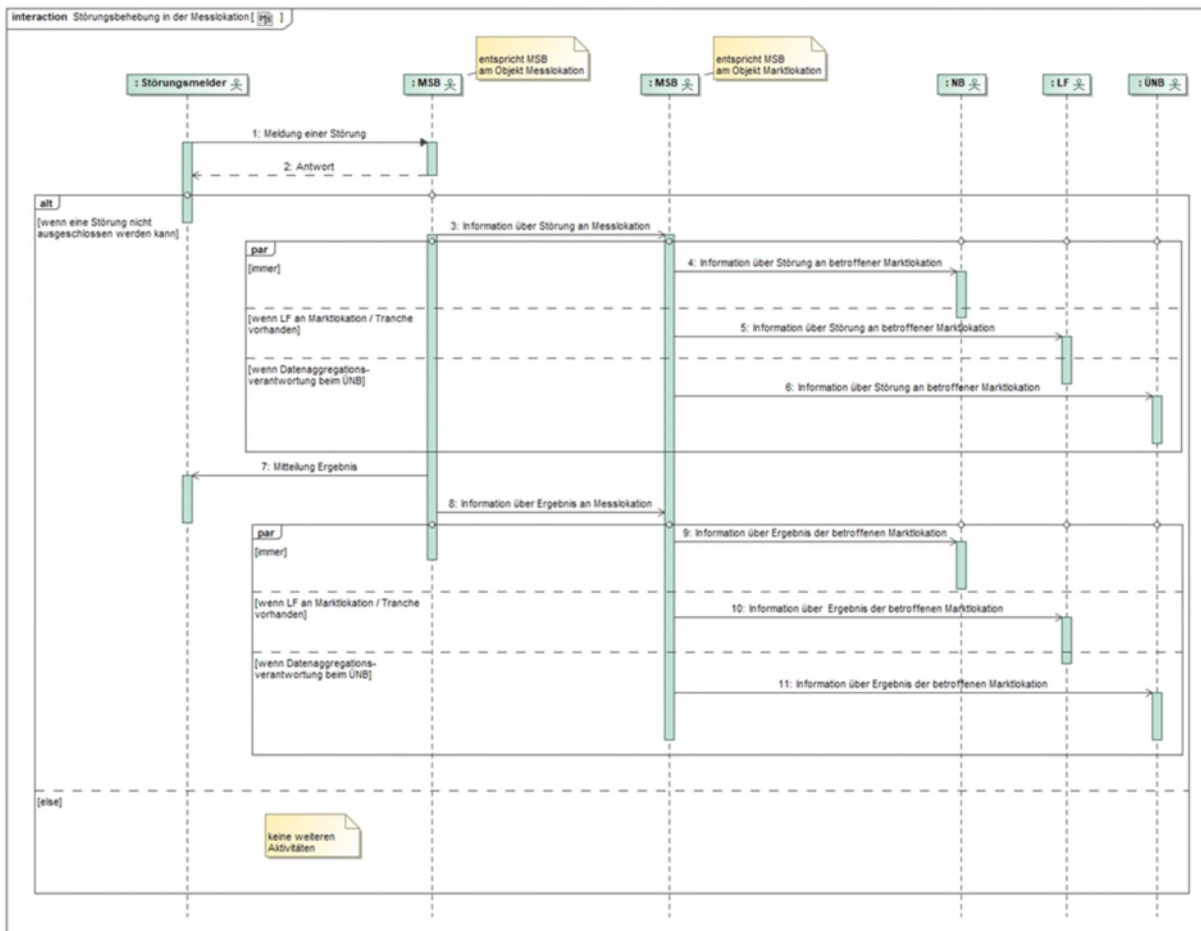 interaction Störungsbehebung in der Messlokation [ ]
entspricht MSB
am Objekt Messlokation
entspricht MSB
am Objekt Marktlokation
: Störungsmelder
: MSB
: MSB
: NB
: LF
: ÜNB
1: Meldung einer Störung
2: Antwort
alt
[wenn eine Störung nicht
ausgeschlossen werden kann]
3: Information über Störung an Messlokation
par
[immer]
4: Information über Störung an betroffener Marktlokation
[wenn LF an Marktlokation / Tranche
vorhanden]
5: Information über Störung an betroffener Marktlokation
[wenn Datenaggregations-
verantwortung beim ÜNB]
6: Information über Störung an betroffener Marktlokation
7: Mitteilung Ergebnis
8: Information über Ergebnis an Messlokation
par
9: Information über Ergebnis der betroffenen Marktlokation
[immer]
[wenn LF an Marktlokation / Tranche
vorhanden]
10: Information über Ergebnis der betroffenen Marktlokation
[wenn Datenaggregations-
verantwortung beim ÜNB]
11: Information über Ergebnis der betroffenen Marktlokation
[else]
keine weiteren
Aktivitäten